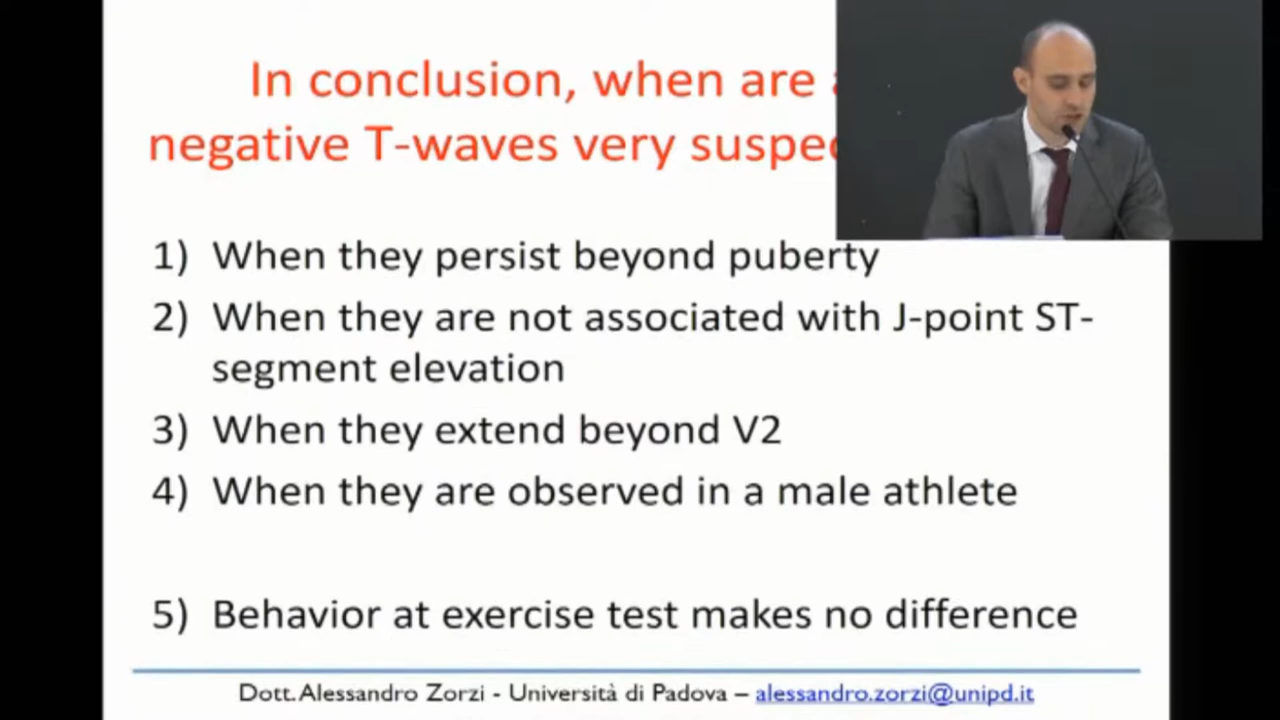 In conclusion, when are
negative T-waves very
1) When they persist beyond puberty
2) When they are not associated with J-point ST-
segment elevation
3) When they extend beyond V2
4) When they are observed in a male athlete
5) Behavior at exercise test makes no difference
Dott. Alessandro Zorzi - Università di Padova – alessandro.zorzi@unipd.it